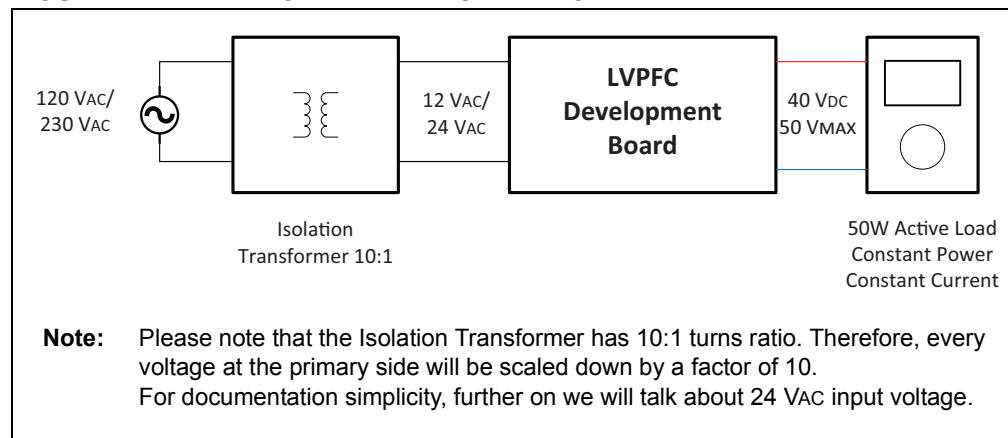 120 VAC/
230 VAC
Isolation
Transformer 10:1
12 VAC/
24 VAC
LVPFC
Development
Board
40 VDC
50 VMAX
50W Active Load
Constant Power
Constant Current
Note: Please note that the Isolation Transformer has 10:1 turns ratio. Therefore, every
voltage at the primary side will be scaled down by a factor of 10.
For documentation simplicity, further on we will talk about 24 VAC input voltage.